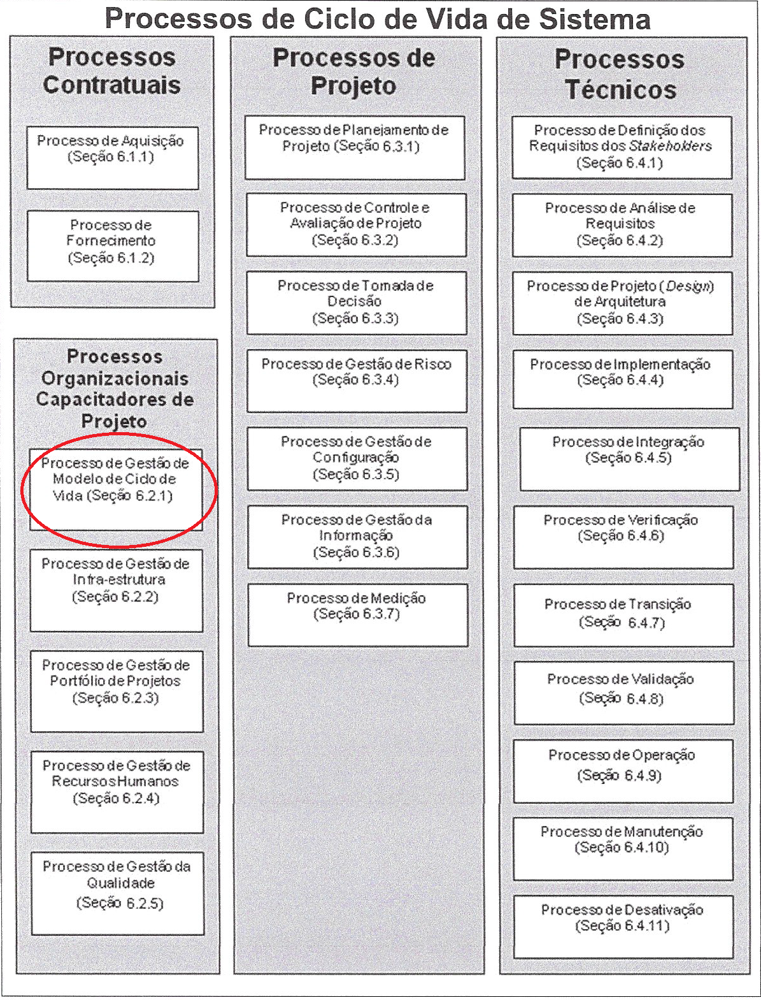 Processos de Ciclo de Vida de Sistema
Processos
Contratuais
Processo de Aquisição
(Seção 6.1.1)
Processo de
Fornecimento
(Seção 6.1.2)
Processos
Organizacionais
Capacitadores de
Projeto
Processo de Gestão de
Modelo de Ciclo de
Vida (Seção 6.2.1)
Processo de Gestão de
Infra-estrutura
(Seção 6.2.2)
Processo de Gestão de
Portfólio de Projetos
(Seção 6.2.3)
Processo de Gestão de
Recursos Humanos
(Seção 6.2.4)
Processo de Gestão da
Qualidade
(Seção 6.2.5)
Processos de
Projeto
Processo de Planejamento de
Projeto (Seção 6.3.1)
Processo de Controle e
Avaliação de Projeto
(Seção 6.3.2)
Processo de Tomada de
Decisão
(Seção 6.3.3)
Processo de Gestão de Risco
(Seção 6.3.4)
Processo de Gestão de
Configuração
(Seção 6.3.5)
Processo de Gestão da
Informação
(Seção 6.3.6)
Processo de Medição
(Seção 6.3.7)
Processos
Técnicos
Processo de Definição dos
Requisitos dos Stakeholders
(Seção 6.4.1)
Processo de Análise de
Requisitos
(Seção 6.4.2)
Processo de Projeto (Design)
de Arquitetura
(Seção 6.4.3)
Processo de Implementação
(Seção 6.4.4)
Processo de Integração
(Seção 6.4.5)
Processo de Verificação
(Seção 6.4.6)
Processo de Transição
(Seção 6.4.7)
Processo de Validação
(Seção 6.4.8)
Processo de Operação
(Seção 6.4.9)
Processo de Manutenção
(Seção 6.4.10)
Processo de Desativação
(Seção 6.4.11)